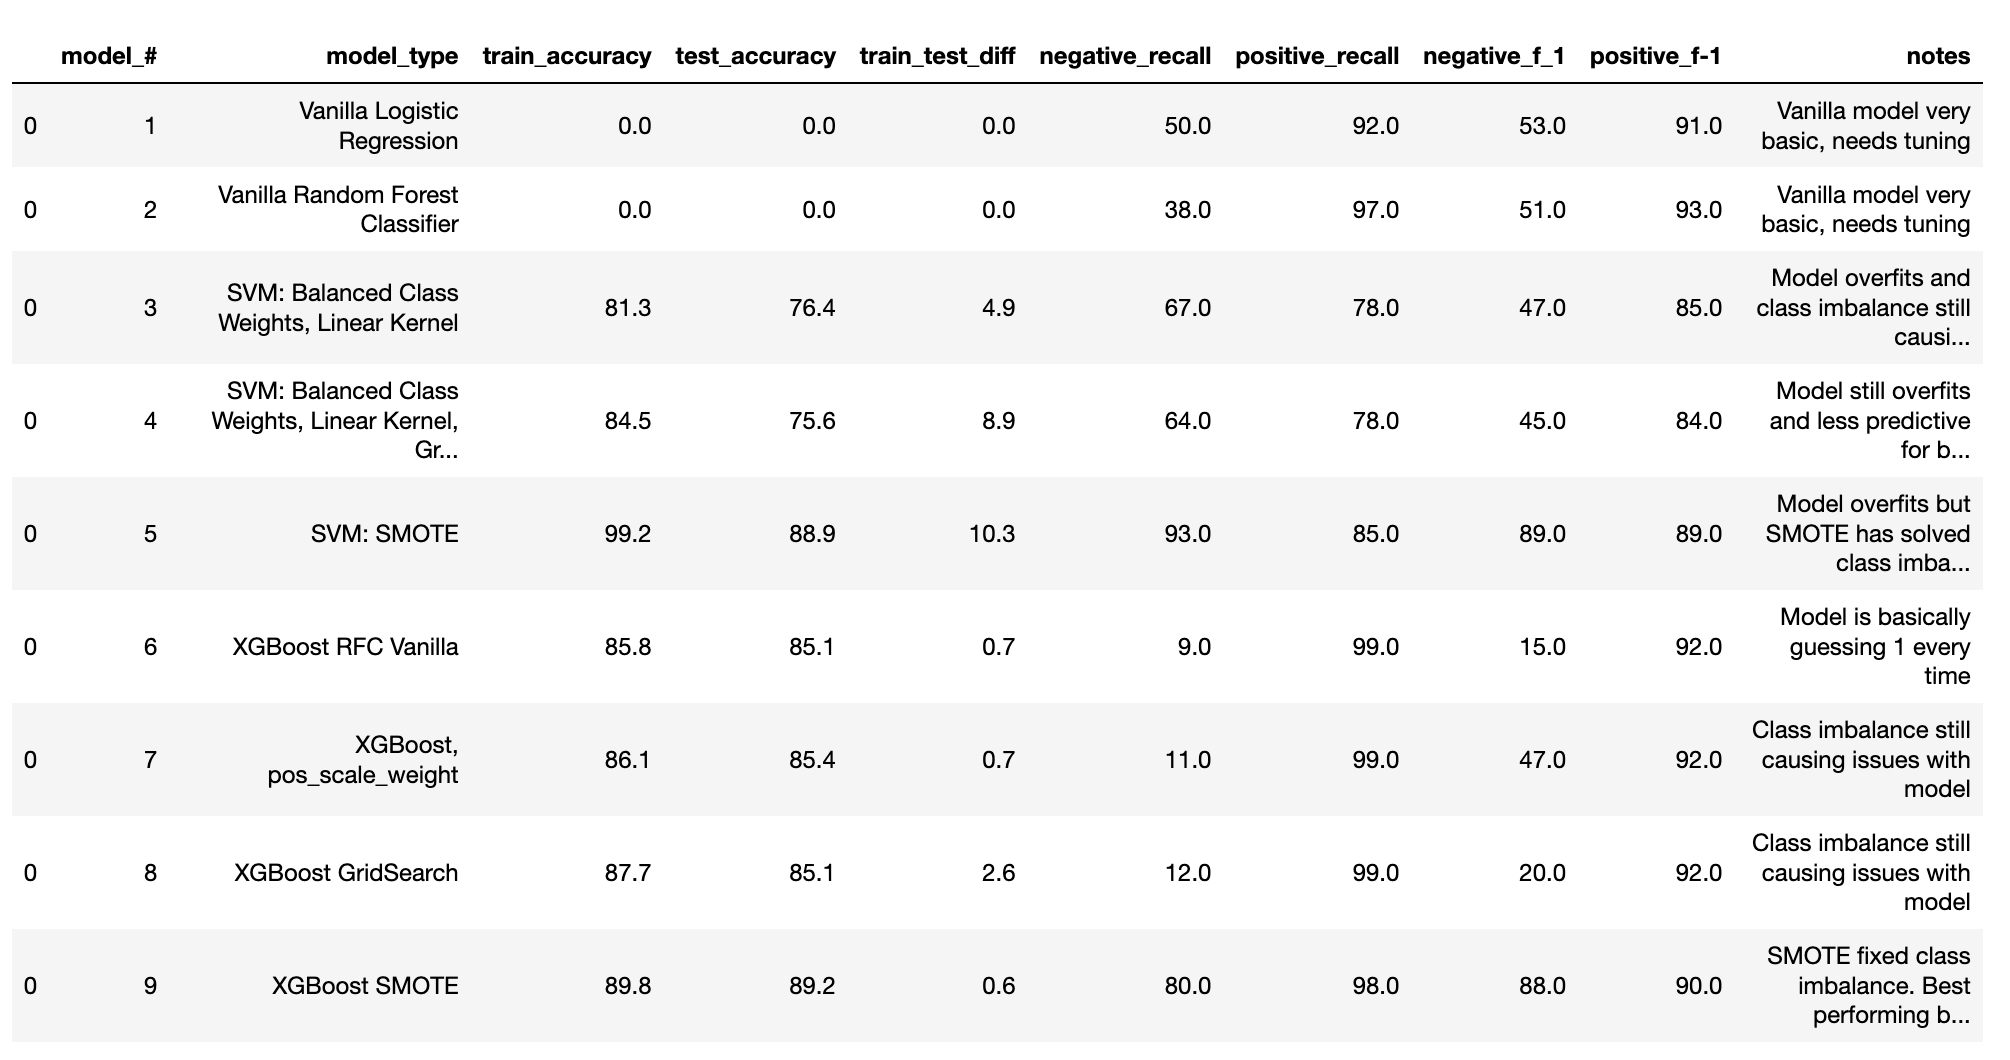 model_# model_type train_accuracy test_accuracy train_test_diff negative_recall positive_recall negative_f_1 positive_f-1 notes
0 1 Vanilla Logistic Regression 0.0 0.0 0.0 50.0 92.0 53.0 91.0 Vanilla model very basic, needs tuning
0 2 Vanilla Random Forest Classifier 0.0 0.0 0.0 38.0 97.0 51.0 93.0 Vanilla model very basic, needs tuning
0 3 SVM: Balanced Class Weights, Linear Kernel 81.3 76.4 4.9 67.0 78.0 47.0 85.0 Model overfits and class imbalance still causi...
0 4 SVM: Balanced Class Weights, Linear Kernel, Gr... 84.5 75.6 8.9 64.0 78.0 45.0 84.0 Model still overfits and less predictive for b...
0 5 SVM: SMOTE 99.2 88.9 10.3 93.0 85.0 89.0 89.0 Model overfits but SMOTE has solved class imba...
0 6 XGBoost RFC Vanilla 85.8 85.1 0.7 9.0 99.0 15.0 92.0 Model is basically guessing 1 every time
0 7 XGBoost, pos_scale_weight 86.1 85.4 0.7 11.0 99.0 47.0 92.0 Class imbalance still causing issues with model
0 8 XGBoost GridSearch 87.7 85.1 2.6 12.0 99.0 20.0 92.0 Class imbalance still causing issues with model
0 9 XGBoost SMOTE 89.8 89.2 0.6 80.0 98.0 88.0 90.0 SMOTE fixed class imbalance. Best performing b...